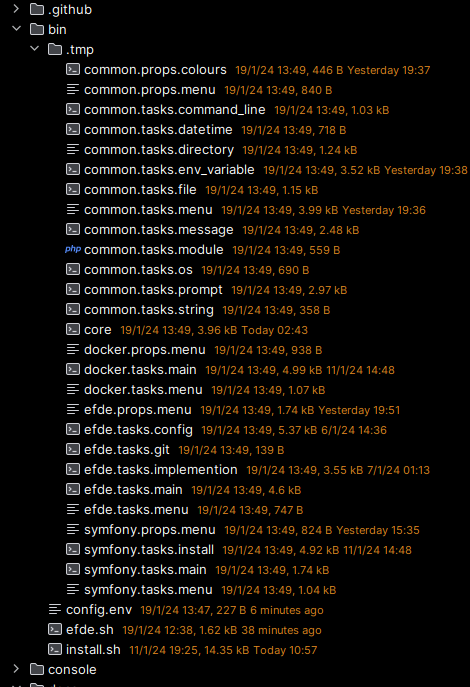 .github
bin
.tmp
common.props.colours 19/1/24 13:49, 446 B Yesterday 19:37
common.props.menu 19/1/24 13:49, 840 B
common.tasks.command_line 19/1/24 13:49, 1.03 kB
common.tasks.datetime 19/1/24 13:49, 718 B
common.tasks.directory 19/1/24 13:49, 1.24 kB
common.tasks.env_variable 19/1/24 13:49, 3.52 kB Yesterday 19:38
common.tasks.file 19/1/24 13:49, 1.15 kB
common.tasks.menu 19/1/24 13:49, 3.99 kB Yesterday 19:36
common.tasks.message 19/1/24 13:49, 2.48 kB
php common.tasks.module 19/1/24 13:49, 559 B
common.tasks.os 19/1/24 13:49, 690 B
common.tasks.prompt 19/1/24 13:49, 2.97 kB
common.tasks.string 19/1/24 13:49, 358 B
core 19/1/24 13:49, 3.96 kB Today 02:43
docker.props.menu 19/1/24 13:49, 938 B
docker.tasks.main 19/1/24 13:49, 4.99 kB 11/1/24 14:48
docker.tasks.menu 19/1/24 13:49, 1.07 kB
efde.props.menu 19/1/24 13:49, 1.74 kB Yesterday 19:51
efde.tasks.config 19/1/24 13:49, 5.37 kB 6/1/24 14:36
efde.tasks.git 19/1/24 13:49, 139 B
efde.tasks.implemention 19/1/24 13:49, 3.55 kB 7/1/24 01:13
efde.tasks.main 19/1/24 13:49, 4.6 kB
efde.tasks.menu 19/1/24 13:49, 747 B
symfony.props.menu 19/1/24 13:49, 824 B Yesterday 15:35
symfony.tasks.install 19/1/24 13:49, 4.92 kB 11/1/24 14:48
symfony.tasks.main 19/1/24 13:49, 1.74 kB
symfony.tasks.menu 19/1/24 13:49, 1.04 kB
config.env 19/1/24 13:47, 227 B 6 minutes ago
efde.sh 19/1/24 12:38, 1.62 kB 38 minutes ago
install.sh 11/1/24 19:25, 14.35 kB Today 10:57
console